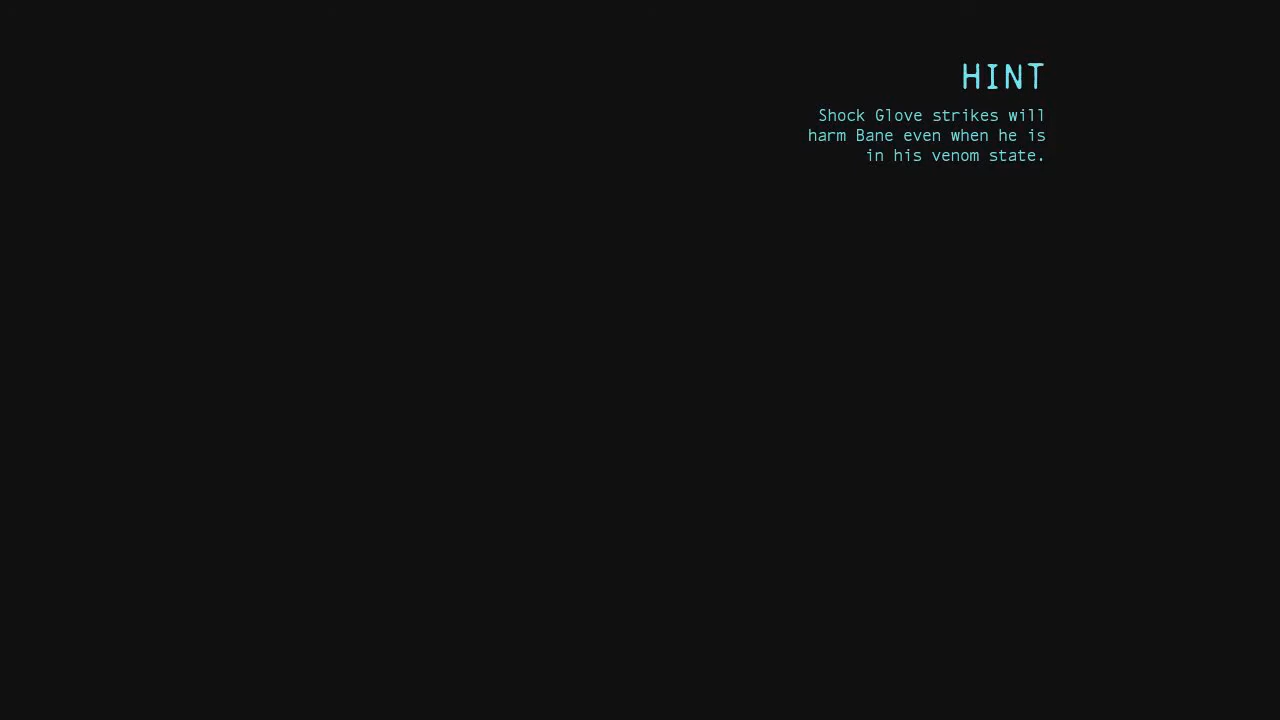 HINT
Shock Glove strikes will
harm Bane even when he is
in his venom state.